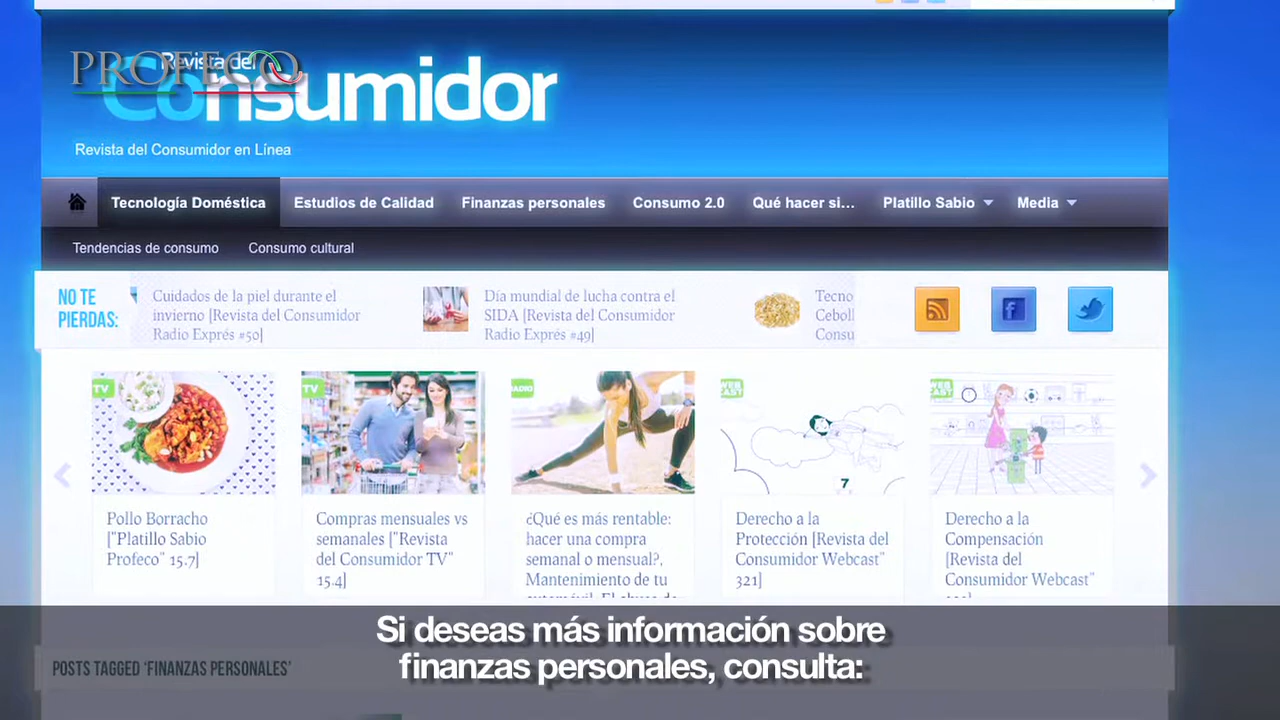 PROFECO
Revista del
Consumidor
Revista del Consumidor en Línea
Tecnología Doméstica Estudios de Calidad Finanzas personales Consumo 2.0 Qué hacer si... Platillo Sabio Media
Tendencias de consumo Consumo cultural
NO TE
PIERDAS:
Cuidados de la piel durante el
invierno [Revista del Consumidor
Radio Exprés #50]
Día mundial de lucha contra el
SIDA [Revista del Consumidor
Radio Exprés #49]
Tecno
Ceboll
Consu
TV
Pollo Borracho
["Platillo Sabio
Profeco" 15.7]
TV
Compras mensuales vs
semanales ["Revista
del Consumidor TV"
15.4]
RADIO
¿Qué es más rentable:
hacer una compra
semanal o mensual?,
Mantenimiento de tu
WEB
CAST
7
Derecho a la
Protección [Revista del
Consumidor Webcast"
321]
WEB
CAST
Derecho a la
Compensación
[Revista del
Consumidor Webcast"
Si deseas más información sobre
finanzas personales, consulta:
POSTS TAGGED ‘FINANZAS PERSONALES’